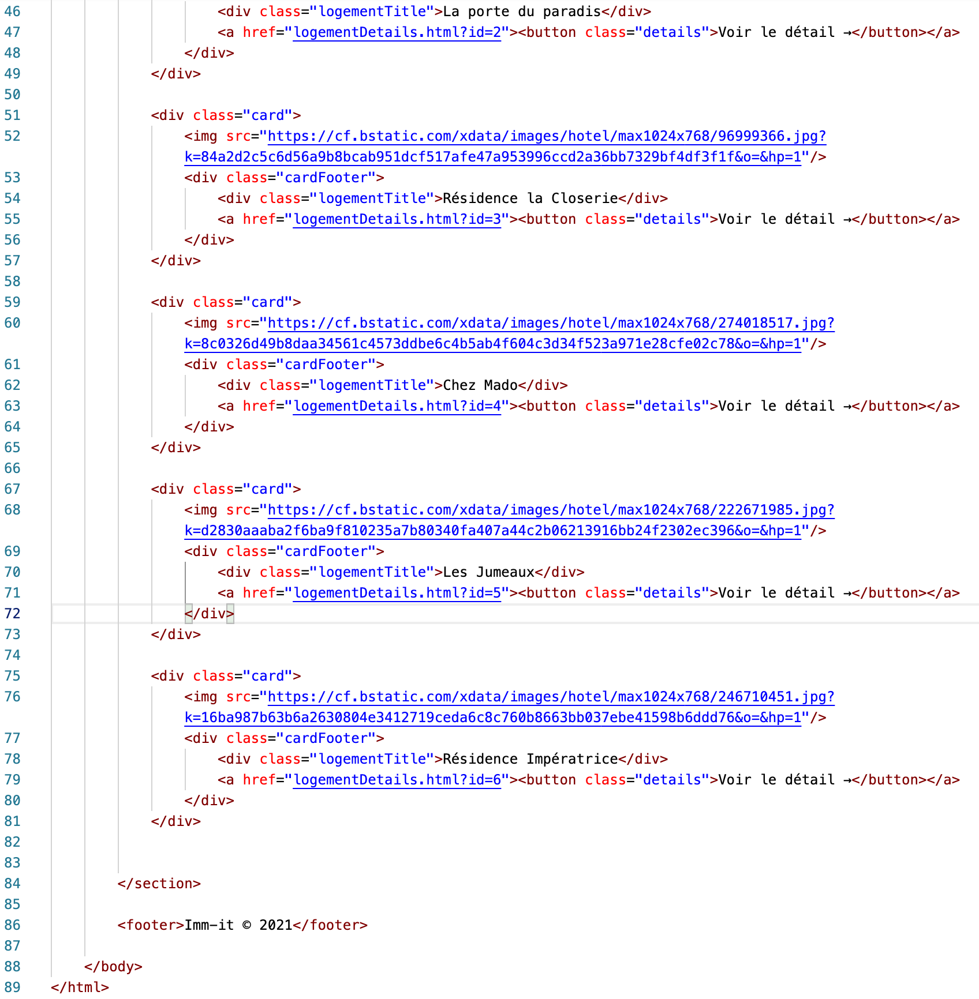 46 <div class="logementTitle">La porte du paradis</div>
47 <a href="logementDetails.html?id=2"><button class="details">Voir le détail →</button></a>
48 </div>
49 </div>
50
51 <div class="card">
52 <img src="https://cf.bstatic.com/xdata/images/hotel/max1024x768/96999366.jpg?
k=84a2d2c5c6d56a9b8bcab951dcf517afe47a953996ccd2a36bb7329bf4df3f1f&o=&hp=1"/>
53 <div class="cardFooter">
54 <div class="logementTitle">Résidence la Closerie</div>
55 <a href="logementDetails.html?id=3"><button class="details">Voir le détail →</button></a>
56 </div>
57 </div>
58
59 <div class="card">
60 <img src="https://cf.bstatic.com/xdata/images/hotel/max1024x768/274018517.jpg?
k=8c0326d49b8daa34561c4573ddbe6c4b5ab4f604c3d34f523a971e28cfe02c78&o=&hp=1"/>
61 <div class="cardFooter">
62 <div class="logementTitle">Chez Mado</div>
63 <a href="logementDetails.html?id=4"><button class="details">Voir le détail →</button></a>
64 </div>
65 </div>
66
67 <div class="card">
68 <img src="https://cf.bstatic.com/xdata/images/hotel/max1024x768/222671985.jpg?
k=d2830aaaba2f6ba9f810235a7b80340fa407a44c2b06213916bb24f2302ec396&o=&hp=1"/>
69 <div class="cardFooter">
70 <div class="logementTitle">Les Jumeaux</div>
71 <a href="logementDetails.html?id=5"><button class="details">Voir le détail →</button></a>
72 </div>
73 </div>
74
75 <div class="card">
76 <img src="https://cf.bstatic.com/xdata/images/hotel/max1024x768/246710451.jpg?
k=16ba987b63b6a2630804e3412719ceda6c8c760b8663bb037ebe41598b6ddd76&o=&hp=1"/>
77 <div class="cardFooter">
78 <div class="logementTitle">Résidence Impératrice</div>
79 <a href="logementDetails.html?id=6"><button class="details">Voir le détail →</button></a>
80 </div>
81 </div>
82
83
84 </section>
85
86 <footer>Imm-it © 2021</footer>
87
88 </body>
89 </html>